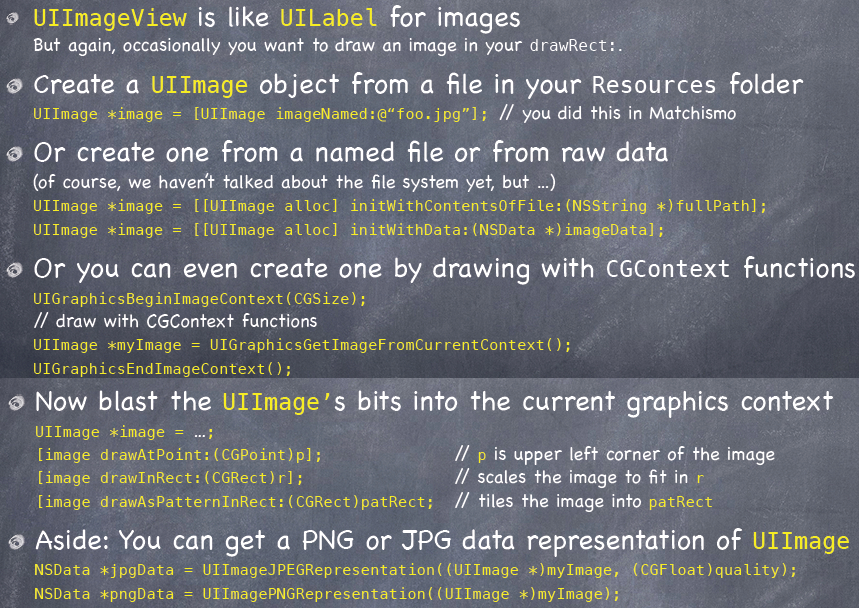 UIImageView is like UILabel for images
But again, occasionally you want to draw an image in your drawRect:.
Create a UIImage object from a file in your Resources folder
UIImage *image = [UIImage imageNamed:@“foo.jpg”]; // you did this in Matchismo
Or create one from a named file or from raw data
(of course, we haven’t talked about the file system yet, but ...)
UIImage *image = [[UIImage alloc] initWithContentsOfFile:(NSString *)fullPath];
UIImage *image = [[UIImage alloc] initWithData:(NSData *)imageData];
Or you can even create one by drawing with CGContext functions
UIGraphicsBeginImageContext(CGSize);
// draw with CGContext functions
UIImage *myImage = UIGraphicsGetImageFromCurrentContext();
UIGraphicsEndImageContext();
Now blast the UIImage’s bits into the current graphics context
UIImage *image = ...;
[image drawAtPoint:(CGPoint)p]; // p is upper left corner of the image
[image drawInRect:(CGRect)r]; // scales the image to fit in r
[image drawAsPatternInRect:(CGRect)patRect; // tiles the image into patRect
Aside: You can get a PNG or JPG data representation of UIImage
NSData *jpgData = UIImageJPEGRepresentation((UIImage *)myImage, (CGFloat)quality);
NSData *pngData = UIImagePNGRepresentation((UIImage *)myImage);